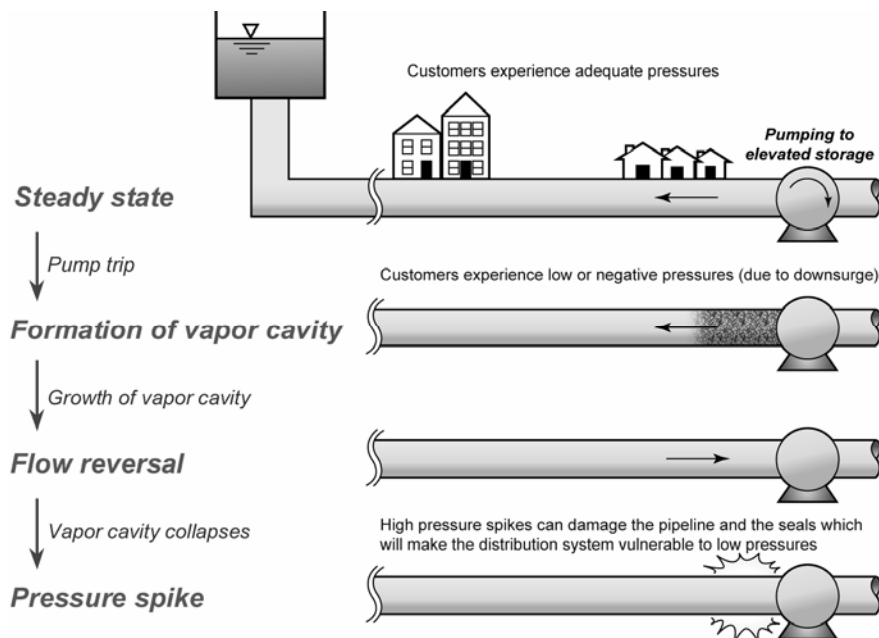 Customers experience adequate pressures
Pumping to
elevated storage
Steady state
Pump trip
Customers experience low or negative pressures (due to downsurge)
Formation of vapor cavity
Growth of vapor cavity
Flow reversal
Vapor cavity collapses
High pressure spikes can damage the pipeline and the seals which
will make the distribution system vulnerable to low pressures
Pressure spike